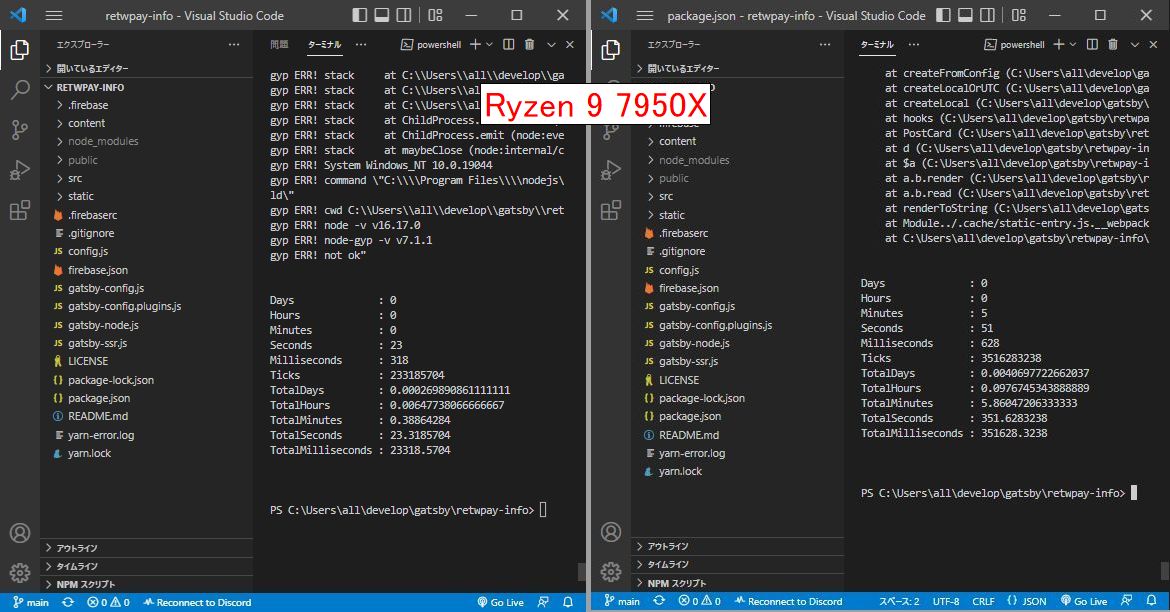 retwpay-info - Visual Studio Code
エクスプローラー
開いているエディター
RETWPAY-INFO
.firebase
content
node_modules
public
src
static
.firebaserc
.gitignore
JS config.js
firebase.json
JS gatsby-config.js
JS gatsby-config.plugins.js
JS gatsby-node.js
JS gatsby-ssr.js
LICENSE
{} package-lock.json
{} package.json
README.md
yarn-error.log
yarn.lock
アウトライン
タイムライン
NPM スクリプト
問題 ターミナル
powershell
gyp ERR! stack at C:\\Users\\all\\develop\\ga
gyp ERR! stack at C:\\Users\\all\\develop\\ga
gyp ERR! stack at C:\\Users\\a
gyp ERR! stack at ChildProcess.
gyp ERR! stack at ChildProcess.emit (node:eve
gyp ERR! stack at maybeClose (node:internal/c
gyp ERR! System Windows_NT 10.0.19044
gyp ERR! command \"C:\\\\Program Files\\\\nodejs\
ld\"
gyp ERR! cwd C:\\Users\\all\\develop\\gatsby\\ret
gyp ERR! node -v v16.17.0
gyp ERR! node-gyp -v v7.1.1
gyp ERR! not ok"
Days : 0
Hours : 0
Minutes : 0
Seconds : 23
Milliseconds : 318
Ticks : 233185704
TotalDays : 0.000269890861111111
TotalHours : 0.00647738066666667
TotalMinutes : 0.38864284
TotalSeconds : 23.3185704
TotalMilliseconds : 23318.5704
PS C:\Users\all\develop\gatsby\retwpay-info>
main 0 0 Reconnect to Discord Go Live
Ryzen 9 7950X
package.json - retwpay-info - Visual Studio Code
エクスプローラー
開いているエディター
content
node_modules
public
src
static
.firebaserc
.gitignore
JS config.js
firebase.json
JS gatsby-config.js
JS gatsby-config.plugins.js
JS gatsby-node.js
JS gatsby-ssr.js
LICENSE
{} package-lock.json
{} package.json
README.md
yarn-error.log
yarn.lock
アウトライン
タイムライン
NPM スクリプト
ターミナル
powershell
at createFromConfig (C:\Users\all\develop\ga
at createLocalOrUTC (C:\Users\all\develop\ga
at createLocal (C:\Users\all\develop\gatsby\
at hooks (C:\Users\all\develop\gatsby\retwpa
at PostCard (C:\Users\all\develop\gatsby\ret
at d (C:\Users\all\develop\gatsby\retwpay-in
at $a (C:\Users\all\develop\gatsby\retwpay-i
at a.b.render (C:\Users\all\develop\gatsby\r
at a.b.read (C:\Users\all\develop\gatsby\ret
at renderToString (C:\Users\all\develop\gats
at Module../.cache/static-entry.js.__webpack
at C:\Users\all\develop\gatsby\retwpay-info\
Days : 0
Hours : 0
Minutes : 5
Seconds : 51
Milliseconds : 628
Ticks : 3516283238
TotalDays : 0.0040697722662037
TotalHours : 0.0976745343888889
TotalMinutes : 5.86047206333333
TotalSeconds : 351.6283238
TotalMilliseconds : 351628.3238
PS C:\Users\all\develop\gatsby\retwpay-info>
main 0 0 Reconnect to Discord スペース: 2 UTF-8 CRLF {} JSON Go Live